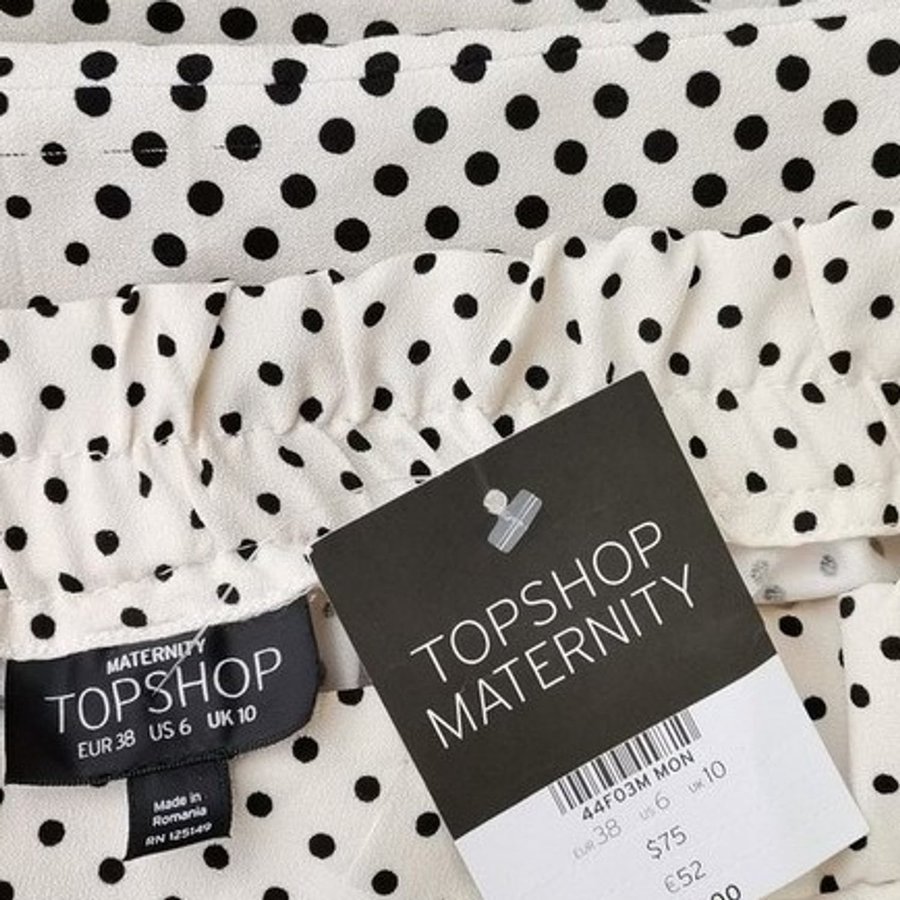 MATERNITY
TOPSHOP
EUR 38 US 6 UK 10
Made in
Romania
RN 125149
TOPSHOP
MATERNITY
44F03M MON
EUR 38 US 6 UK 10
$75
€52